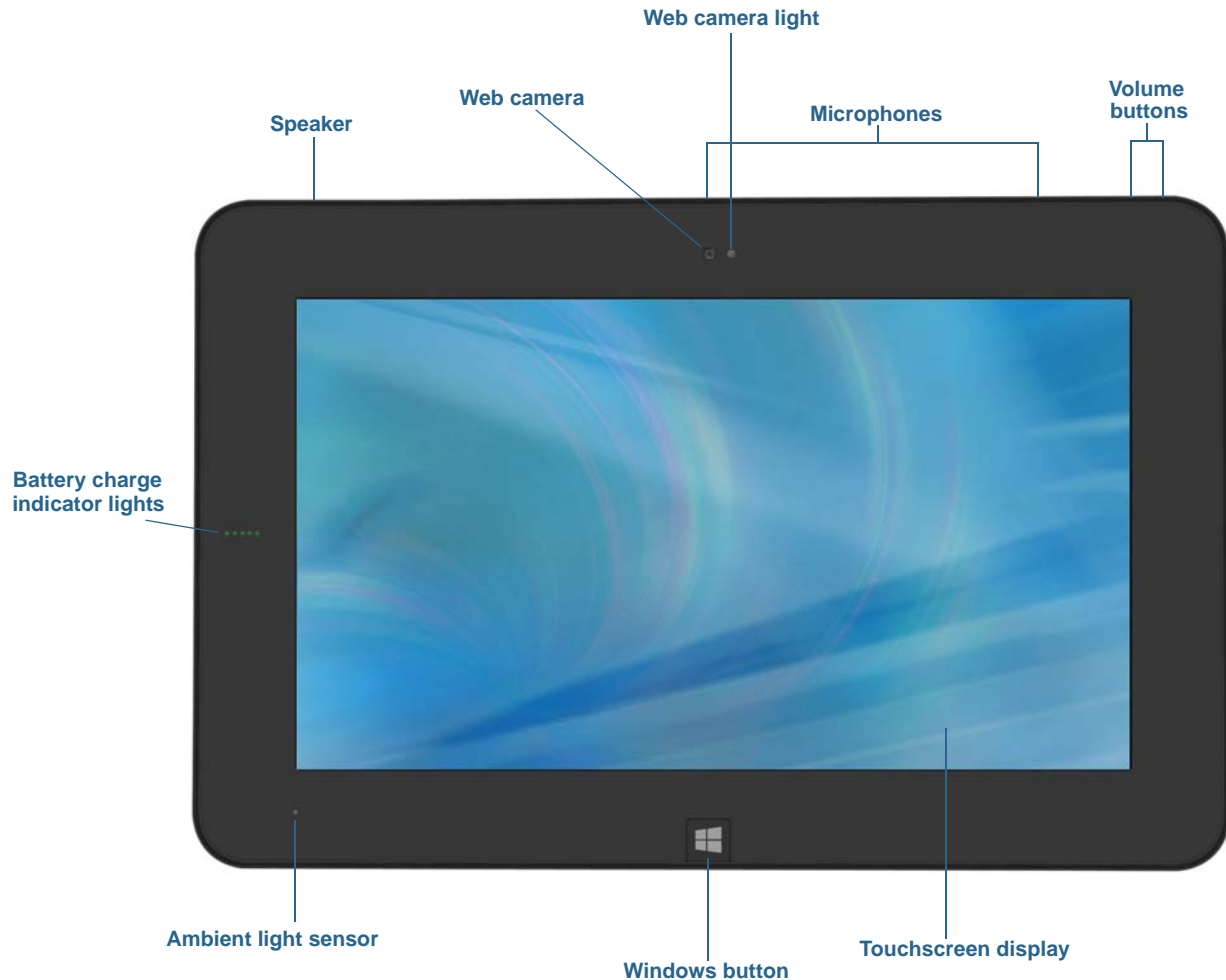 Web camera light
Web camera
Volume
buttons
Microphones
Speaker
Battery charge
indicator lights
Ambient light sensor
Touchscreen display
Windows button